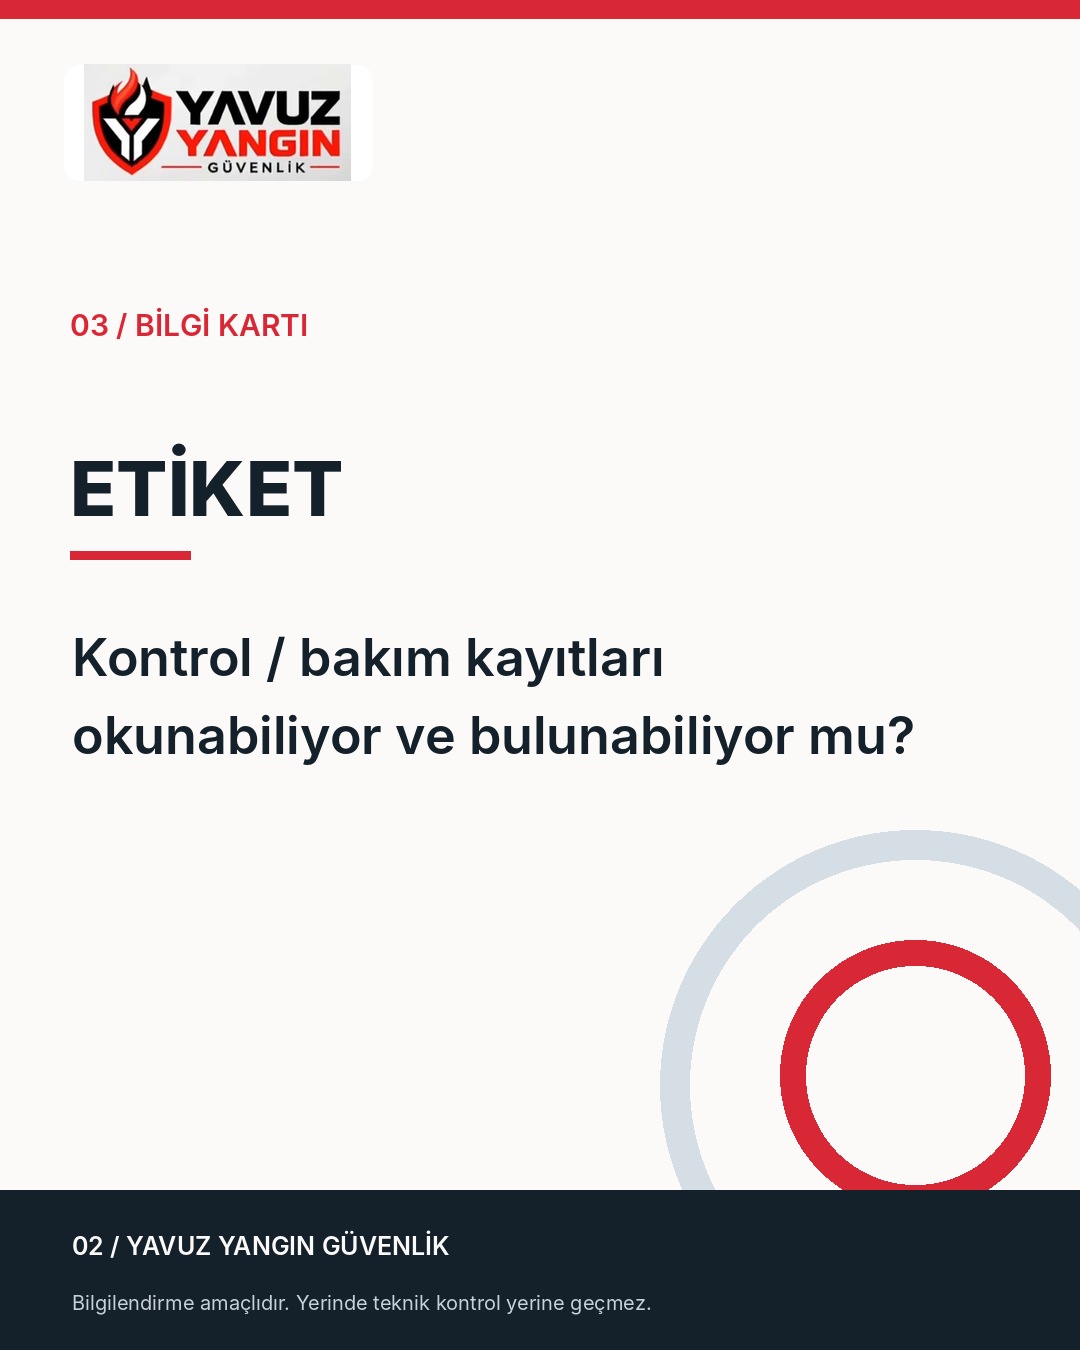 YAVUZ
YANGIN
GÜVENLİK
03 / BİLGİ KARTI
ETİKET
Kontrol / bakım kayıtları
okunabiliyor ve bulunabiliyor mu?
02 / YAVUZ YANGIN GÜVENLİK
Bilgilendirme amaçlıdır. Yerinde teknik kontrol yerine geçmez.